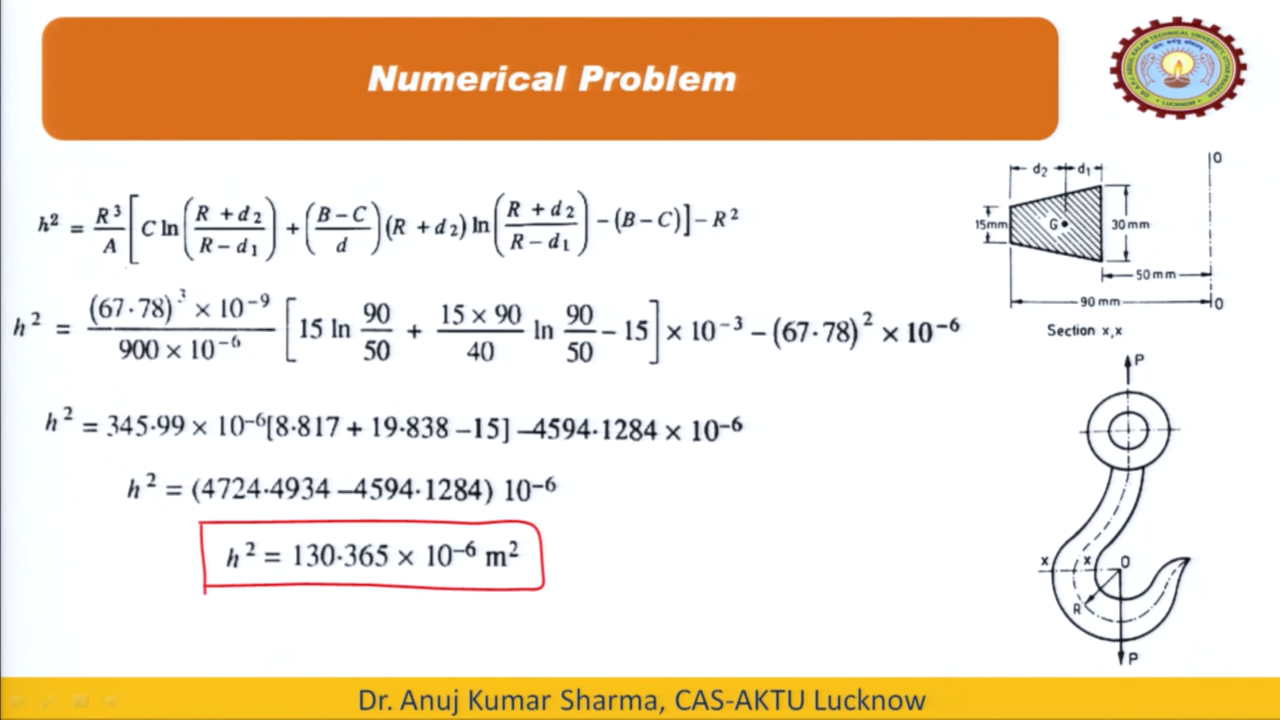 Numerical Problem
h² = R³/A [C ln((R + d₂)/(R – d₁)) + ((B – C)/d)(R + d₂) ln((R + d₂)/(R – d₁)) – (B – C)] – R²
h² = (67·78)³ × 10⁻⁹/900 × 10⁻⁶ [15 ln 90/50 + 15 × 90/40 ln 90/50 – 15] × 10⁻³ – (67·78)² × 10⁻⁶
h² = 345·99 × 10⁻⁶[8·817 + 19·838 –15] –4594·1284 × 10⁻⁶
h² = (4724·4934 –4594·1284) 10⁻⁶
h² = 130·365 × 10⁻⁶ m²
d₂ d₁ O
15mm G 30mm
50mm
90 mm O
Section x,x
P
x x O
R
P
LUCKNOW
Dr. Anuj Kumar Sharma, CAS-AKTU Lucknow